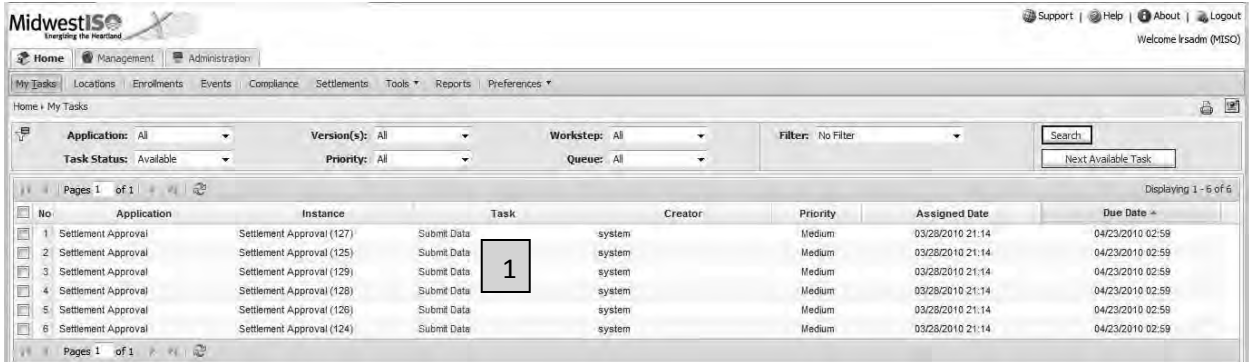 MidwestISO
Energizing the Heartland
Support | Help | About | Logout
Welcome lrsadm (MISO)
Home Management Administration
My Tasks Locations Enrolments Events Compliance Settlements Tools Reports Preferences
Home › My Tasks
Application: All Version(s): All Workstep: All Filter: No Filter Search
Task Status: Available Priority: All Queue: All Next Available Task
Pages 1 of 1 Displaying 1 - 6 of 6
No Application Instance Task Creator Priority Assigned Date Due Date
1 Settlement Approval Settlement Approval (127) Submit Data system Medium 03/28/2010 21:14 04/23/2010 02:59
2 Settlement Approval Settlement Approval (125) Submit Data system Medium 03/28/2010 21:14 04/23/2010 02:59
3 Settlement Approval Settlement Approval (129) Submit Data system Medium 03/28/2010 21:14 04/23/2010 02:59
1
4 Settlement Approval Settlement Approval (128) Submit Data system Medium 03/28/2010 21:14 04/23/2010 02:59
5 Settlement Approval Settlement Approval (126) Submit Data system Medium 03/28/2010 21:14 04/23/2010 02:59
6 Settlement Approval Settlement Approval (124) Submit Data system Medium 03/28/2010 21:14 04/23/2010 02:59
Pages 1 of 1